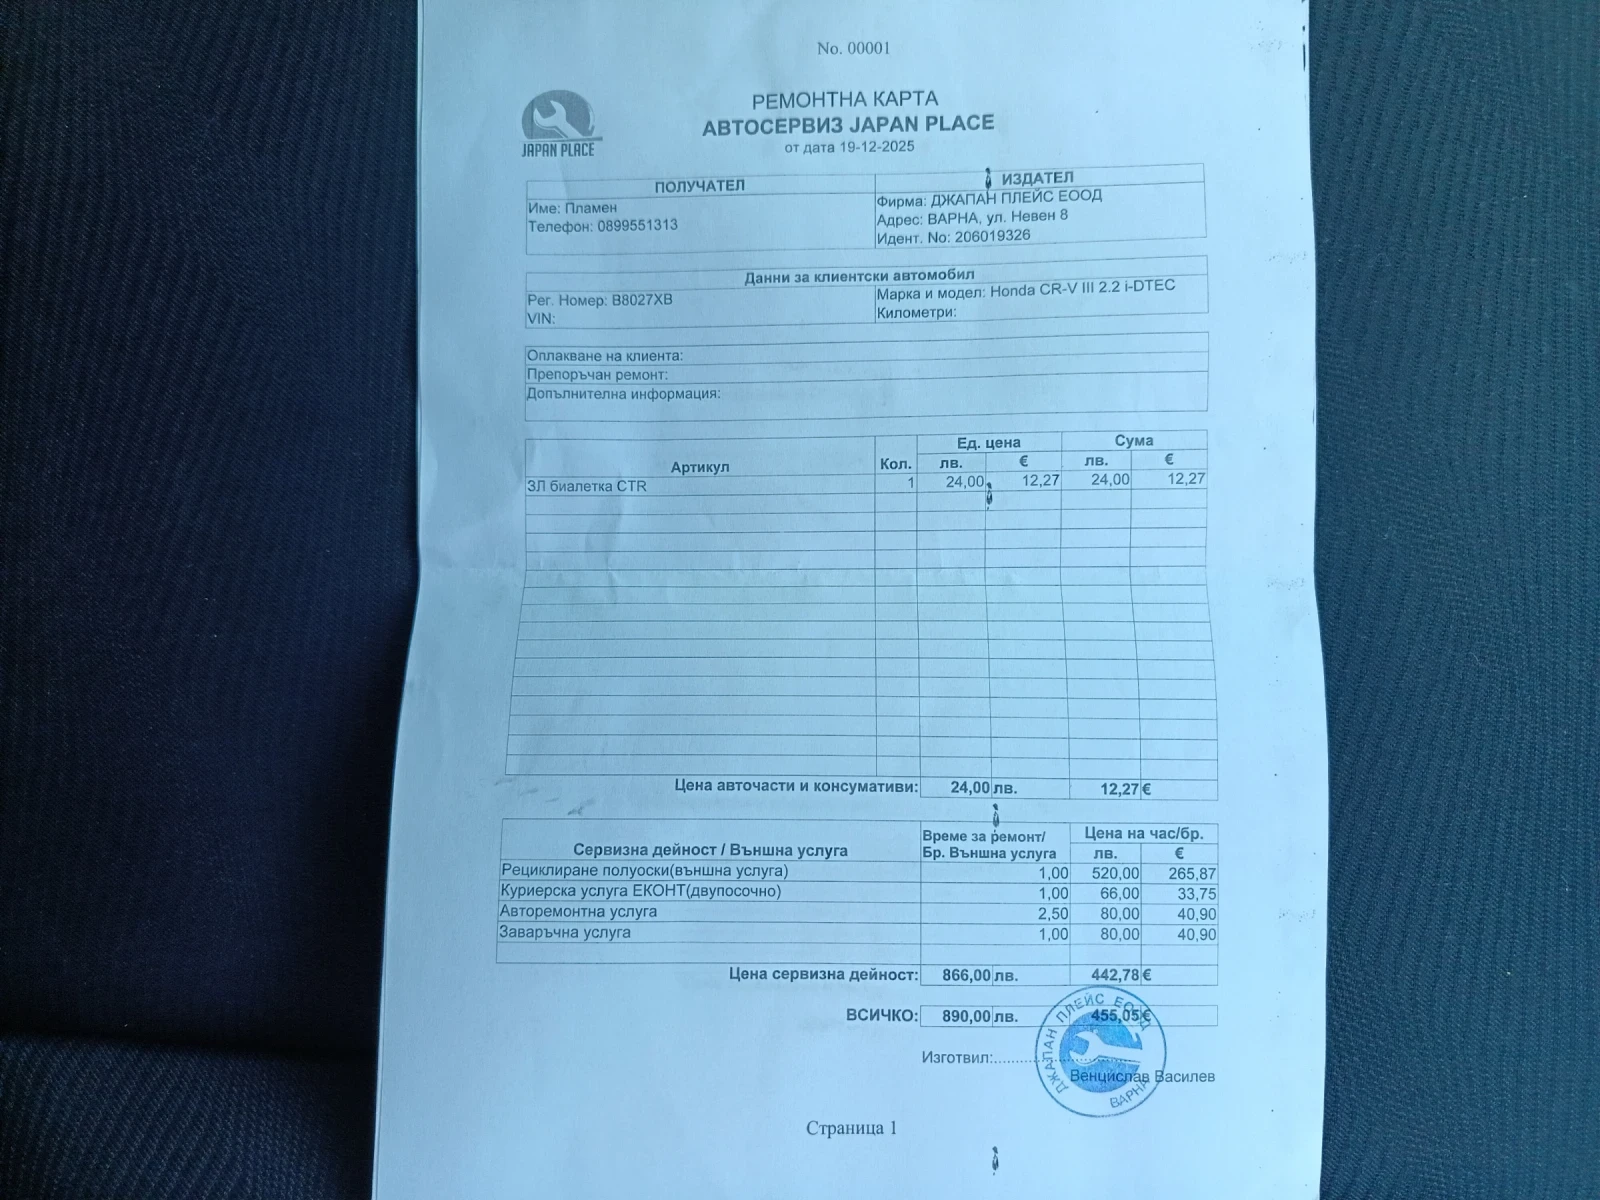 No. 00001
JAPAN PLACE
РЕМОНТНА КАРТА
АВТОСЕРВИЗ JAPAN PLACE
от дата 19-12-2025
ПОЛУЧАТЕЛ
Име: Пламен
Телефон: 0899551313
ИЗДАТЕЛ
Фирма: ДЖАПАН ПЛЕЙС ЕООД
Адрес: ВАРНА, ул. Невен 8
Идент. No: 206019326
Данни за клиентски автомобил
Рег. Номер: B8027XB
VIN:
Марка и модел: Honda CR-V III 2.2 i-DTEC
Километри:
Оплакване на клиента:
Препоръчан ремонт:
Допълнителна информация:
Артикул Кол. Ед. цена Сума
лв. € лв. €
ЗЛ биалетка CTR 1 24,00 12,27 24,00 12,27
Цена авточасти и консумативи: 24,00 лв. 12,27 €
Сервизна дейност / Външна услуга Време за ремонт/ Бр. Външна услуга Цена на час/бр.
лв. €
Рециклиране полуоски(външна услуга) 1,00 520,00 265,87
Куриерска услуга ЕКОНТ(двупосочно) 1,00 66,00 33,75
Авторемонтна услуга 2,50 80,00 40,90
Заваръчна услуга 1,00 80,00 40,90
Цена сервизна дейност: 866,00 лв. 442,78 €
ВСИЧКО: 890,00 лв. 455,05 €
Изготвил:
Венцислав Василев
ДЖАПАН ПЛЕЙС ЕООД
ВАРНА
Страница 1